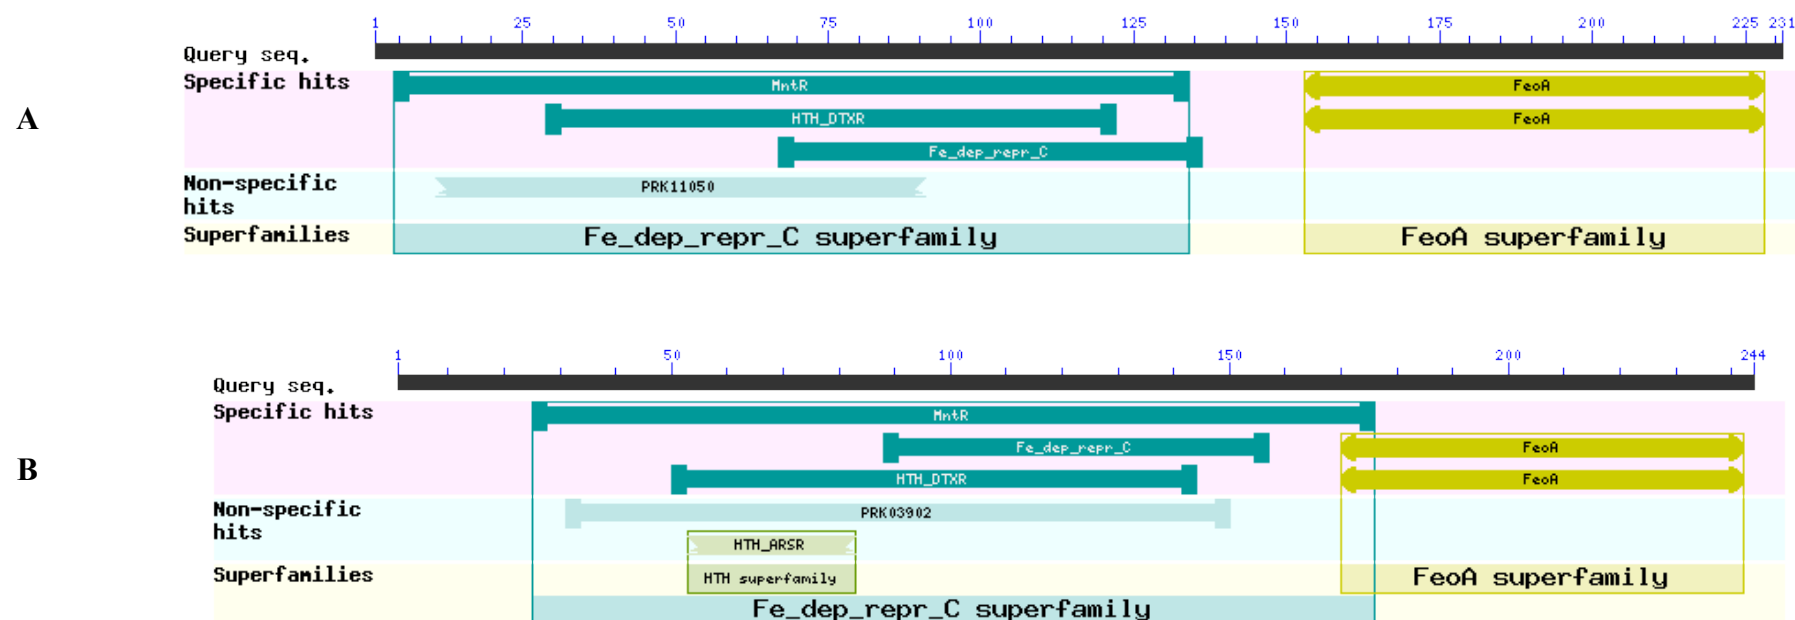 1 25 50 75 100 125 150 175 200 225 231
Query seq.
Specific hits
MntR
FeoA
A
HTH_DTXR
FeoA
Fe_dep_repr_C
Non-specific
hits
PRK11050
Superfamilies
Fe_dep_repr_C superfamily
FeoA superfamily
1 50 100 150 200 244
Query seq.
Specific hits
MntR
Fe_dep_repr_C
FeoA
B
HTH_DTXR
FeoA
Non-specific
hits
PRK03902
HTH_ARSR
Superfamilies
HTH superfamily
FeoA superfamily
Fe_dep_repr_C superfamily